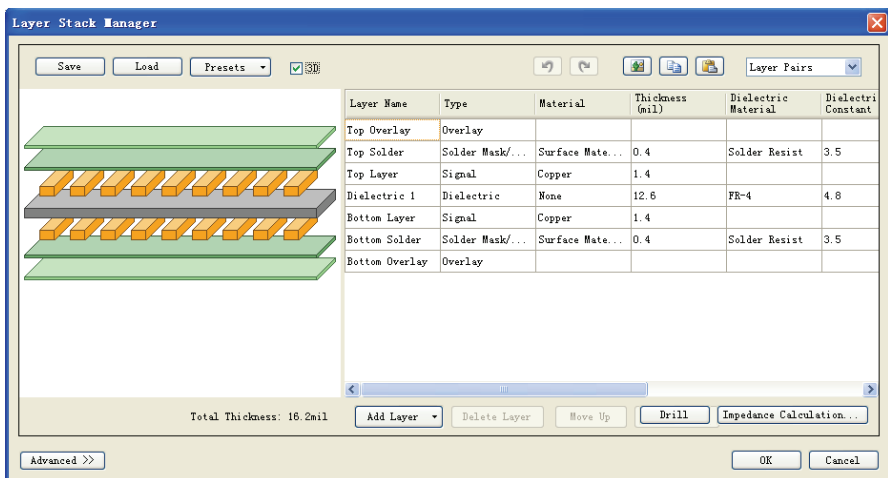 Layer Stack Manager
Save Load Presets 3D Layer Pairs
Layer Name Type Material Thickness (mil) Dielectric Material Dielectri Constant
Top Overlay Overlay
Top Solder Solder Mask/... Surface Mate... 0.4 Solder Resist 3.5
Top Layer Signal Copper 1.4
Dielectric 1 Dielectric None 12.6 FR-4 4.8
Bottom Layer Signal Copper 1.4
Bottom Solder Solder Mask/... Surface Mate... 0.4 Solder Resist 3.5
Bottom Overlay Overlay
Total Thickness: 16.2mil Add Layer Delete Layer Move Up Drill Impedance Calculation...
Advanced >> OK Cancel